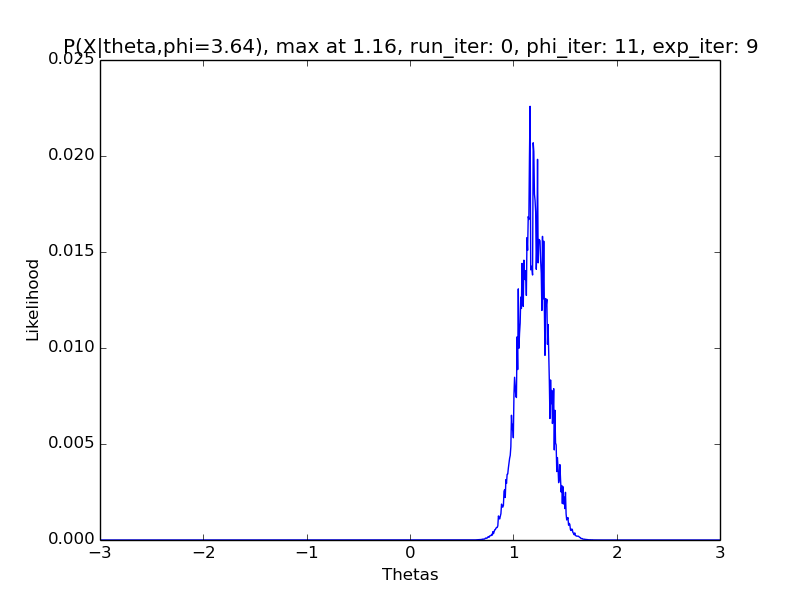 P(X|theta,phi=3.64), max at 1.16, run_iter: 0, phi_iter: 11, exp_iter: 9
0.025
0.020
0.015
0.010
0.005
0.000
Likelihood
−3 −2 −1 0 1 2 3
Thetas